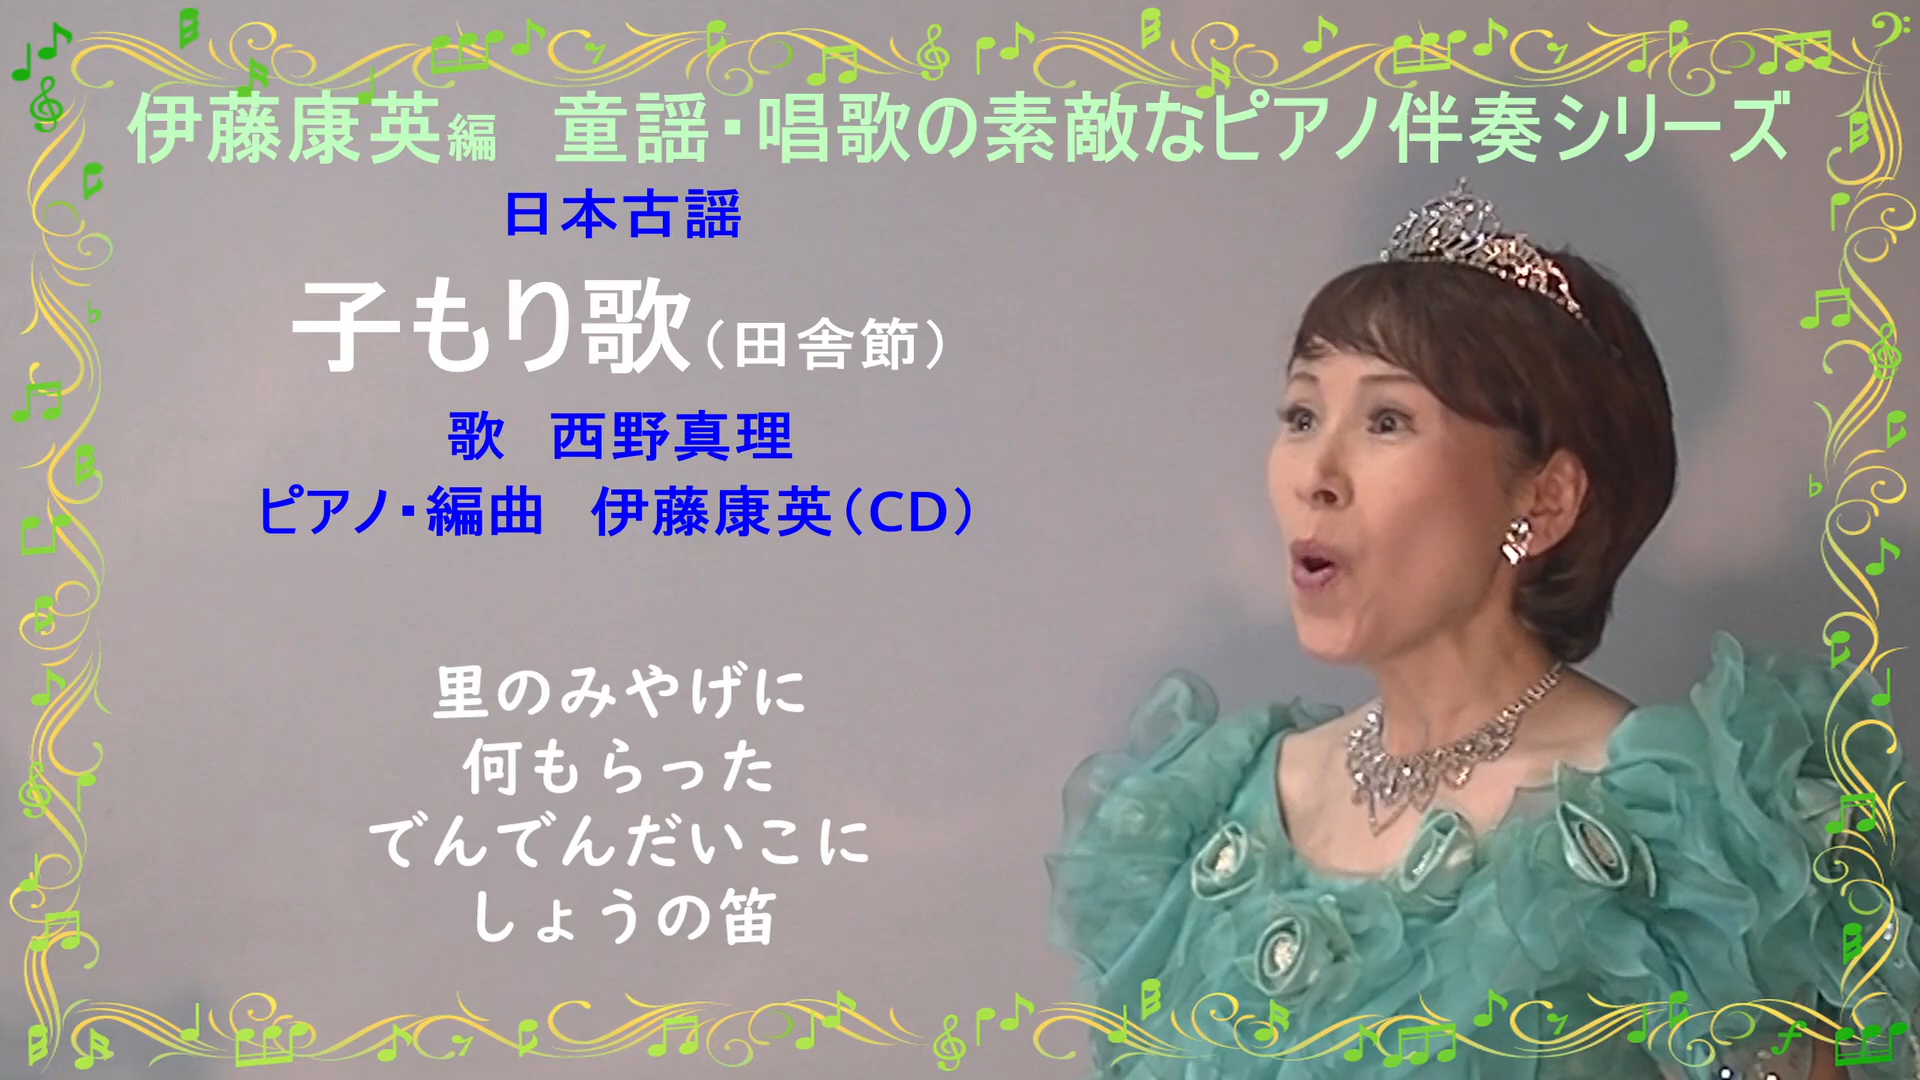 伊藤康英編　童謡・唱歌の素敵なピアノ伴奏シリーズ
日本古謡
子もり歌（田舎節）
歌　西野真理
ピアノ・編曲　伊藤康英（CD）
里のみやげに
何もらった
でんでんだいこに
しょうの笛